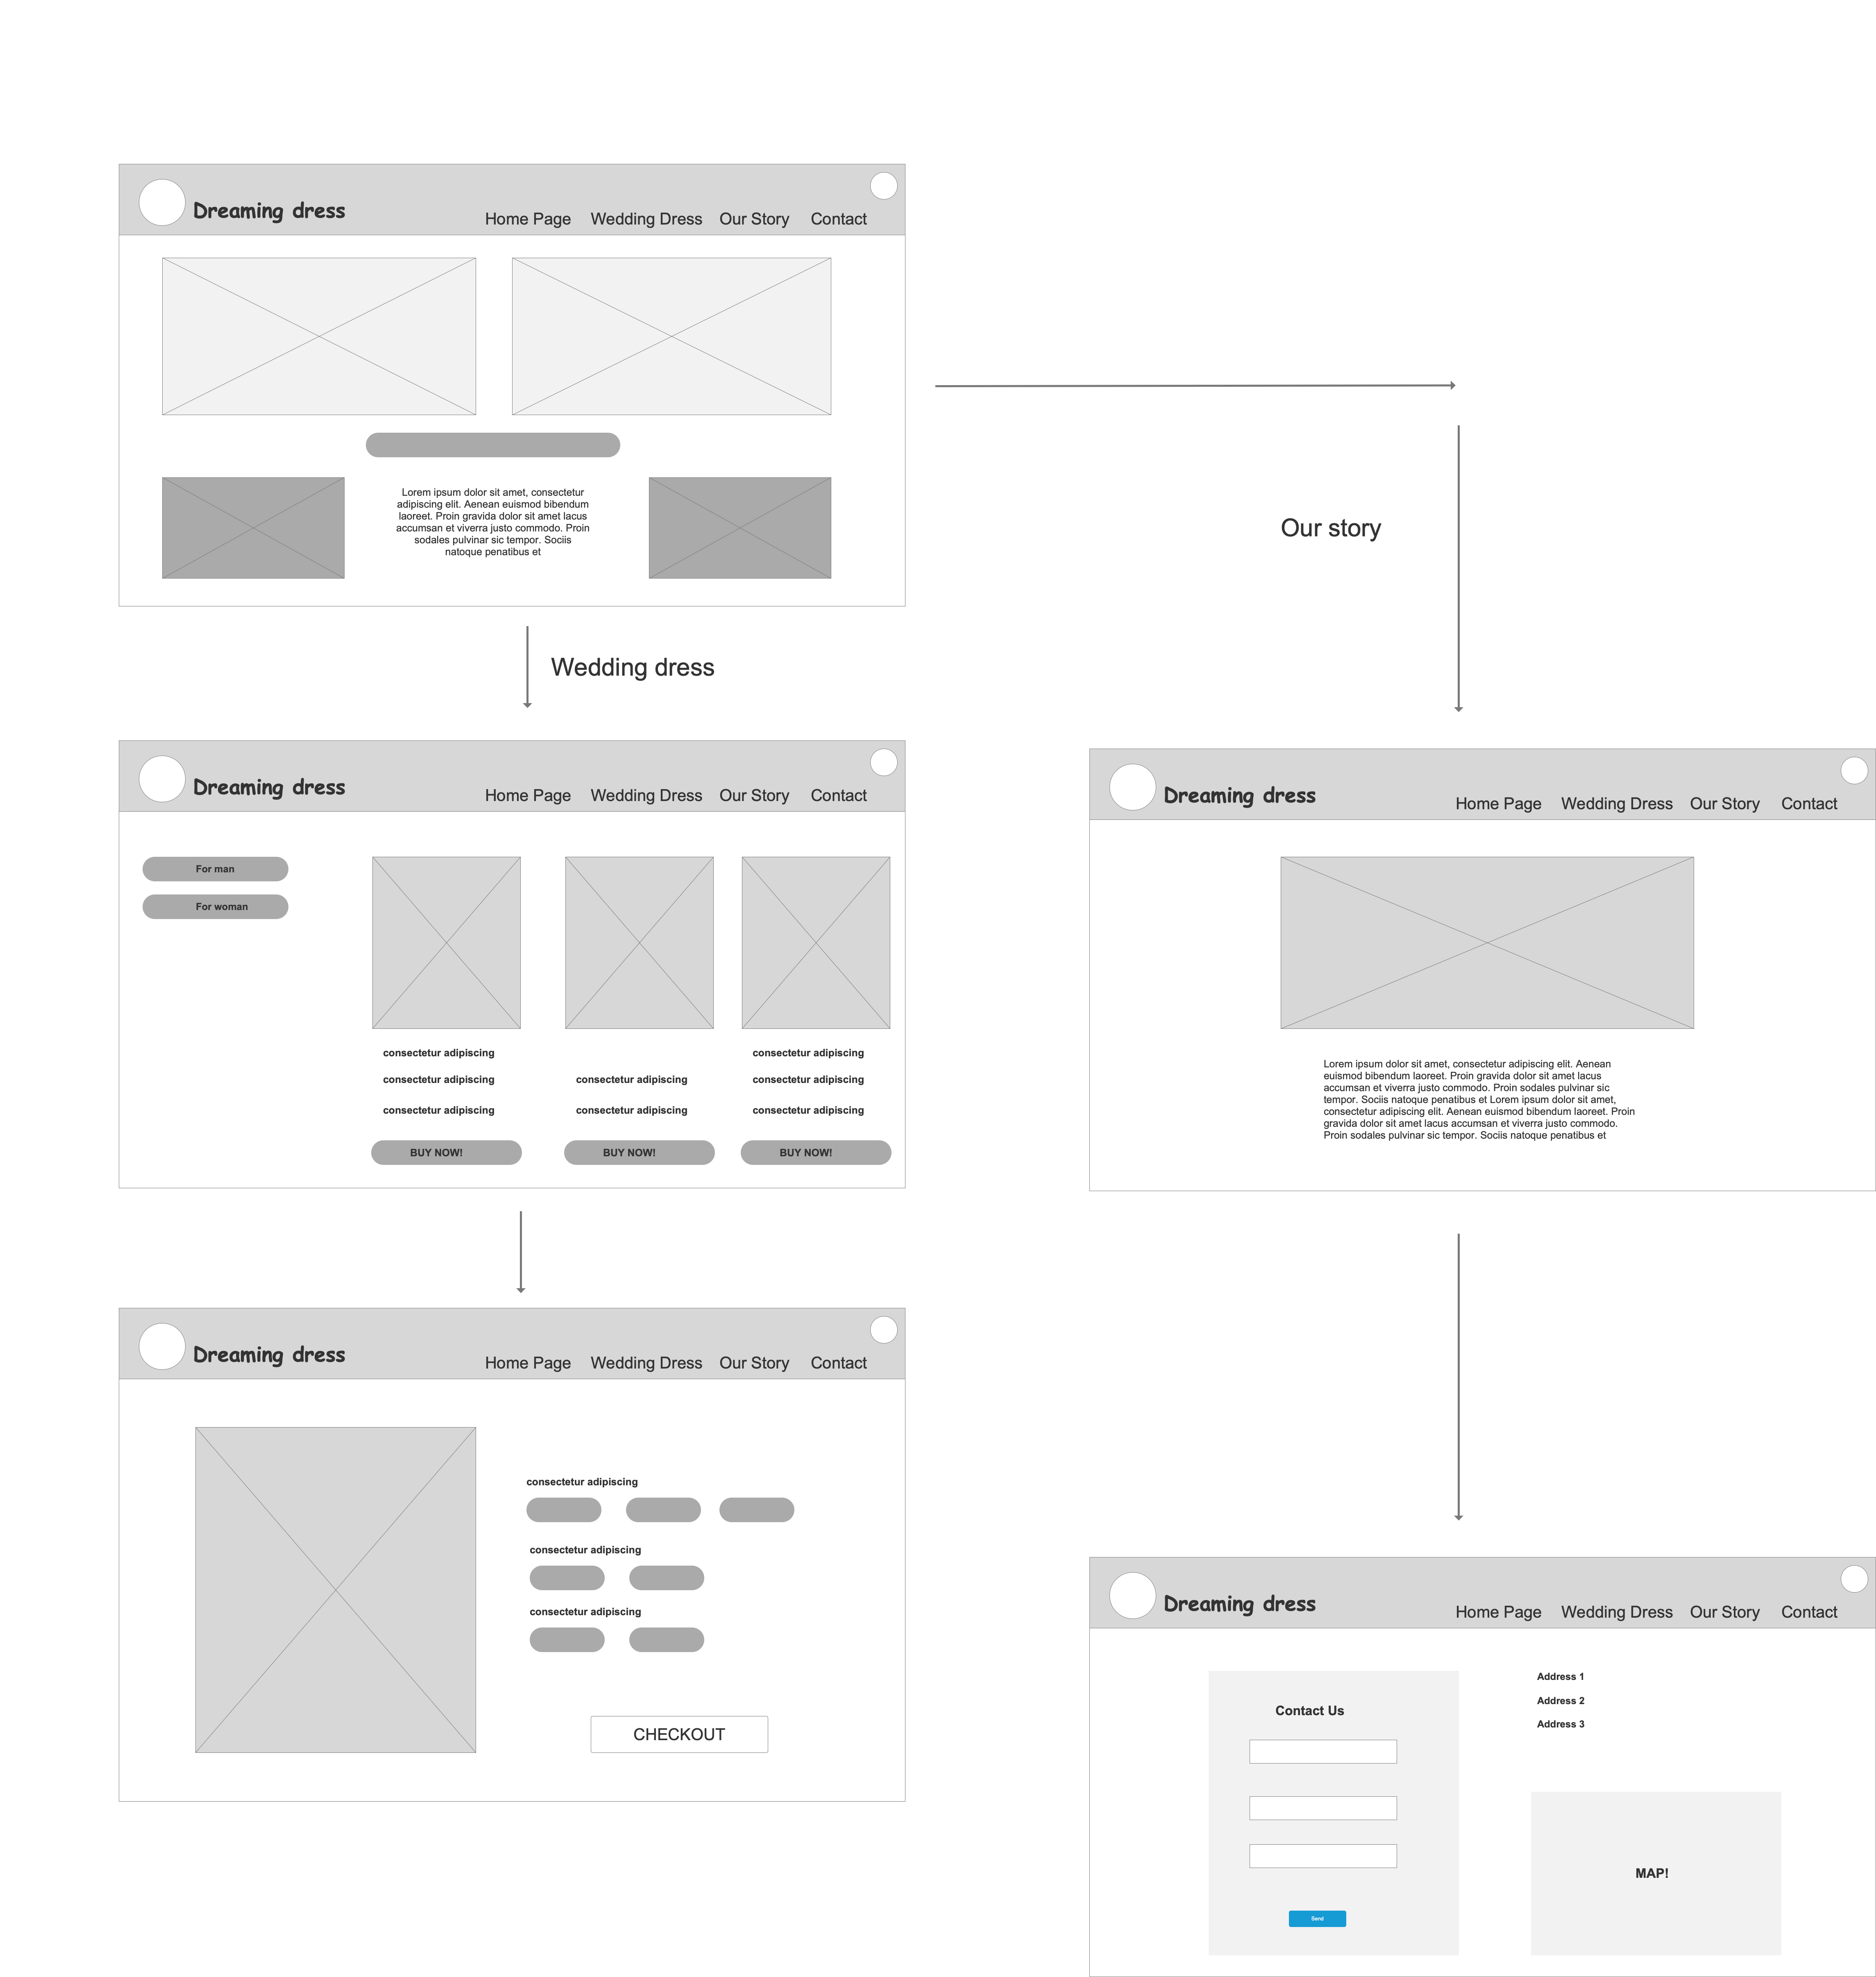 Dreaming dress
Home Page Wedding Dress Our Story Contact
Lorem ipsum dolor sit amet, consectetur
adipiscing elit. Aenean euismod bibendum
laoreet. Proin gravida dolor sit amet lacus
accumsan et viverra justo commodo. Proin
sodales pulvinar sic tempor. Sociis
natoque penatibus et
Our story
Wedding dress
Dreaming dress
Home Page Wedding Dress Our Story Contact
For man
For woman
consectetur adipiscing consectetur adipiscing
consectetur adipiscing consectetur adipiscing consectetur adipiscing
consectetur adipiscing consectetur adipiscing consectetur adipiscing
BUY NOW! BUY NOW! BUY NOW!
Dreaming dress
Home Page Wedding Dress Our Story Contact
Lorem ipsum dolor sit amet, consectetur adipiscing elit. Aenean
euismod bibendum laoreet. Proin gravida dolor sit amet lacus
accumsan et viverra justo commodo. Proin sodales pulvinar sic
tempor. Sociis natoque penatibus et Lorem ipsum dolor sit amet,
consectetur adipiscing elit. Aenean euismod bibendum laoreet. Proin
gravida dolor sit amet lacus accumsan et viverra justo commodo.
Proin sodales pulvinar sic tempor. Sociis natoque penatibus et
Dreaming dress
Home Page Wedding Dress Our Story Contact
consectetur adipiscing
consectetur adipiscing
consectetur adipiscing
CHECKOUT
Dreaming dress
Home Page Wedding Dress Our Story Contact
Contact Us
Send
Address 1
Address 2
Address 3
MAP!